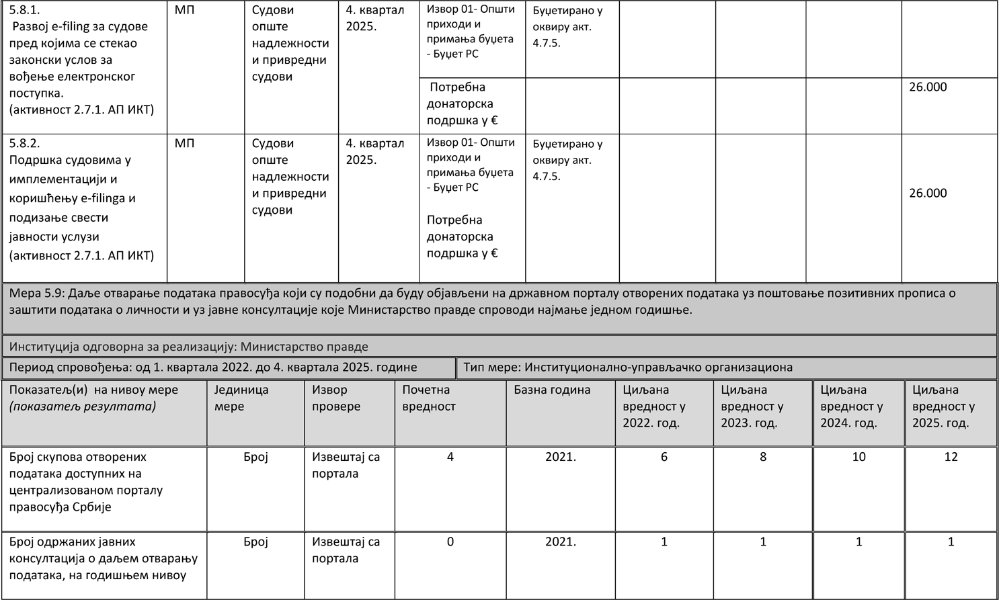 5.8.1.
Развој e-filing за судове
пред којима се стекао
законски услов за
вођење електронског
поступка.
(активност 2.7.1. АП ИКТ)
МП
Судови
опште
надлежности
и привредни
судови
4. квартал
2025.
Извор 01- Општи
приходи и
примања буџета
- Буџет РС
Буџетирано у
оквиру акт.
4.7.5.
Потребна
донаторска
подршка у €
26.000
5.8.2.
Подршка судовима у
имплементацији и
коришћењу e-filingа и
подизање свести
јавности услузи
(активност 2.7.1. АП ИКТ)
МП
Судови
опште
надлежности
и привредни
судови
4. квартал
2025.
Извор 01- Општи
приходи и
примања буџета
- Буџет РС
Потребна
донаторска
подршка у €
Буџетирано у
оквиру акт.
4.7.5.
26.000
Мера 5.9: Даље отварање података правосуђа који су подобни да буду објављени на државном порталу отворених података уз поштовање позитивних прописа о
заштити података о личности и уз јавне консултације које Министарство правде спроводи најмање једном годишње.
Институција одговорна за реализацију: Министарство правде
Период спровођења: од 1. квартала 2022. до 4. квартала 2025. године
Тип мере: Институционално-управљачко организациона
Показатељ(и) на нивоу мере
(показатељ резултата)
Јединица
мере
Извор
провере
Почетна
вредност
Базна година
Циљана
вредност у
2022. год.
Циљана
вредност у
2023. год.
Циљана
вредност у
2024. год.
Циљана
вредност у
2025. год.
Број скупова отворених
података доступних на
централизованом порталу
правосуђа Србије
Број
Извештај са
портала
4
2021.
6
8
10
12
Број одржаних јавних
консултација о даљем отварању
података, на годишњем нивоу
Број
Извештај са
портала
0
2021.
1
1
1
1